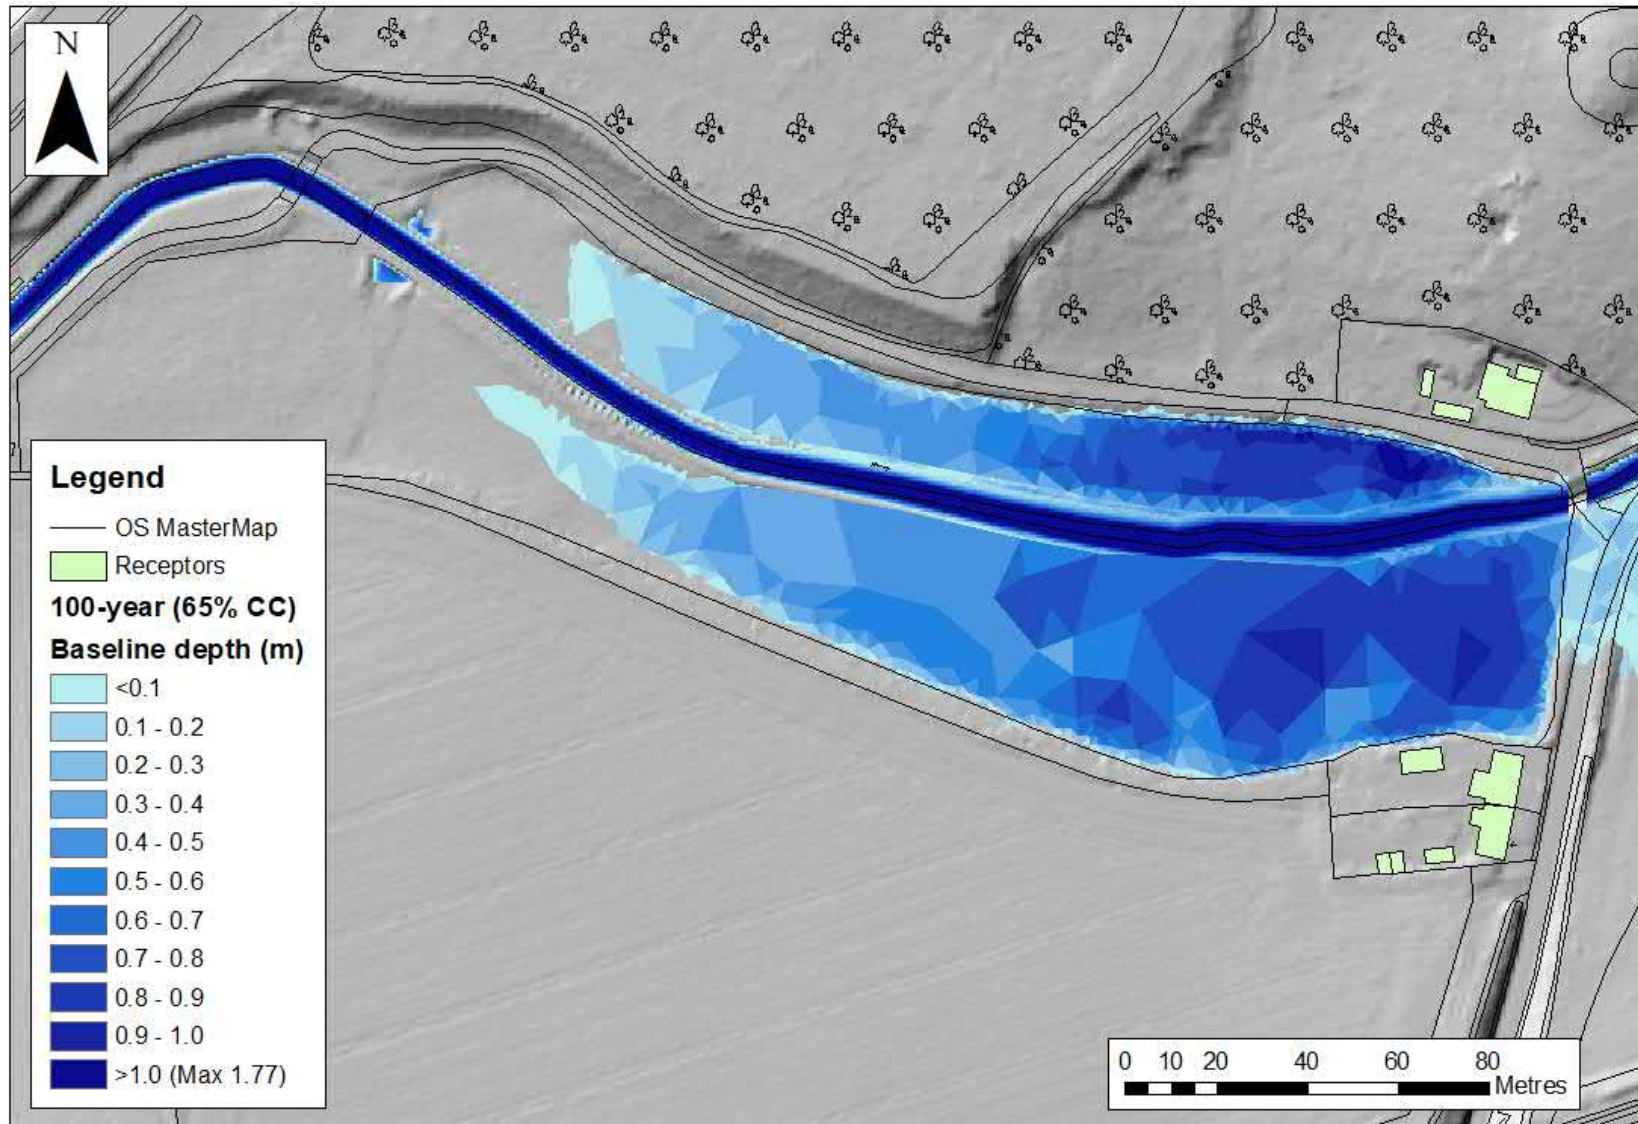 N
Legend
OS MasterMap
Receptors
100-year (65% CC)
Baseline depth (m)
<0.1
0.1 - 0.2
0.2 - 0.3
0.3 - 0.4
0.4 - 0.5
0.5 - 0.6
0.6 - 0.7
0.7 - 0.8
0.8 - 0.9
0.9 - 1.0
>1.0 (Max 1.77)
0 10 20 40 60 80
Metres